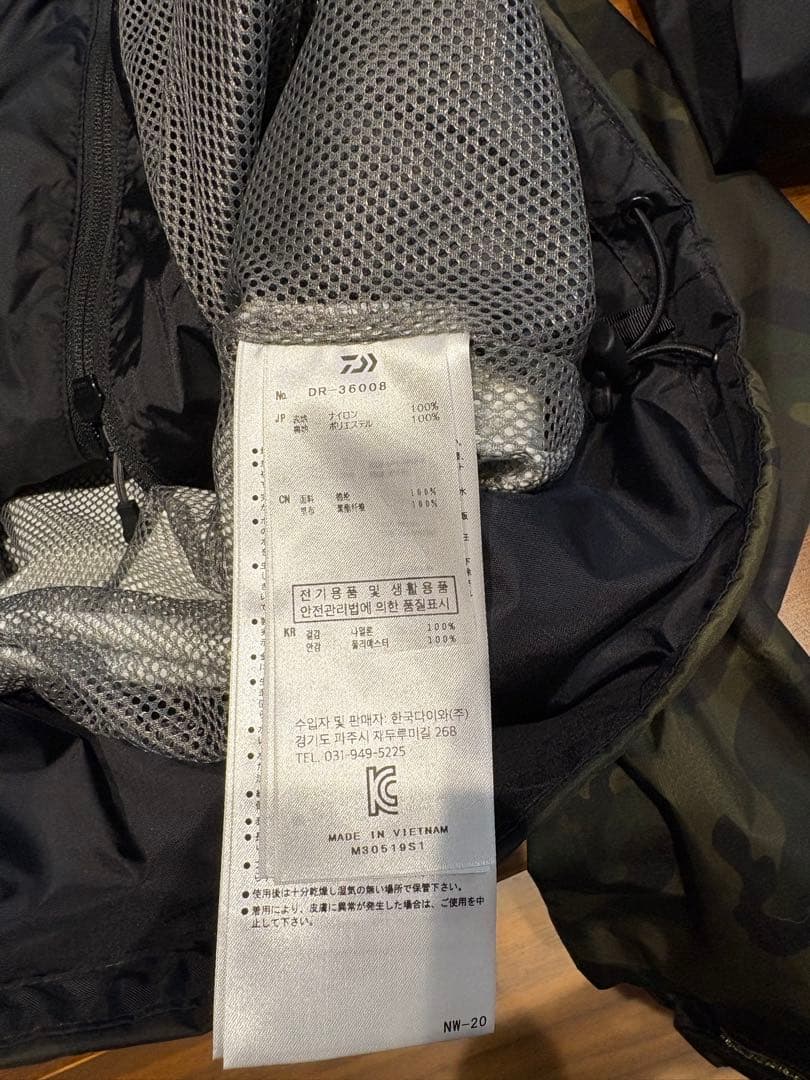 No. DR-36008
JP 表地 ナイロン 100%
裏地 ポリエステル 100%
CN 面料 锦纶 100%
里布 聚酯纤维 100%
전기용품 및 생활용품
안전관리법에 의한 품질표시
KR 겉감 나일론 100%
안감 폴리에스터 100%
수입자 및 판매자: 한국다이와(주)
경기도 파주시 재두루미길 268
TEL. 031-949-5225
MADE IN VIETNAM
M30519S1
●使用後は十分乾燥し湿気の無い場所で保管下さい。
●着用により、皮膚に異常が発生した場合は、ご使用を中
止して下さい。
NW-20